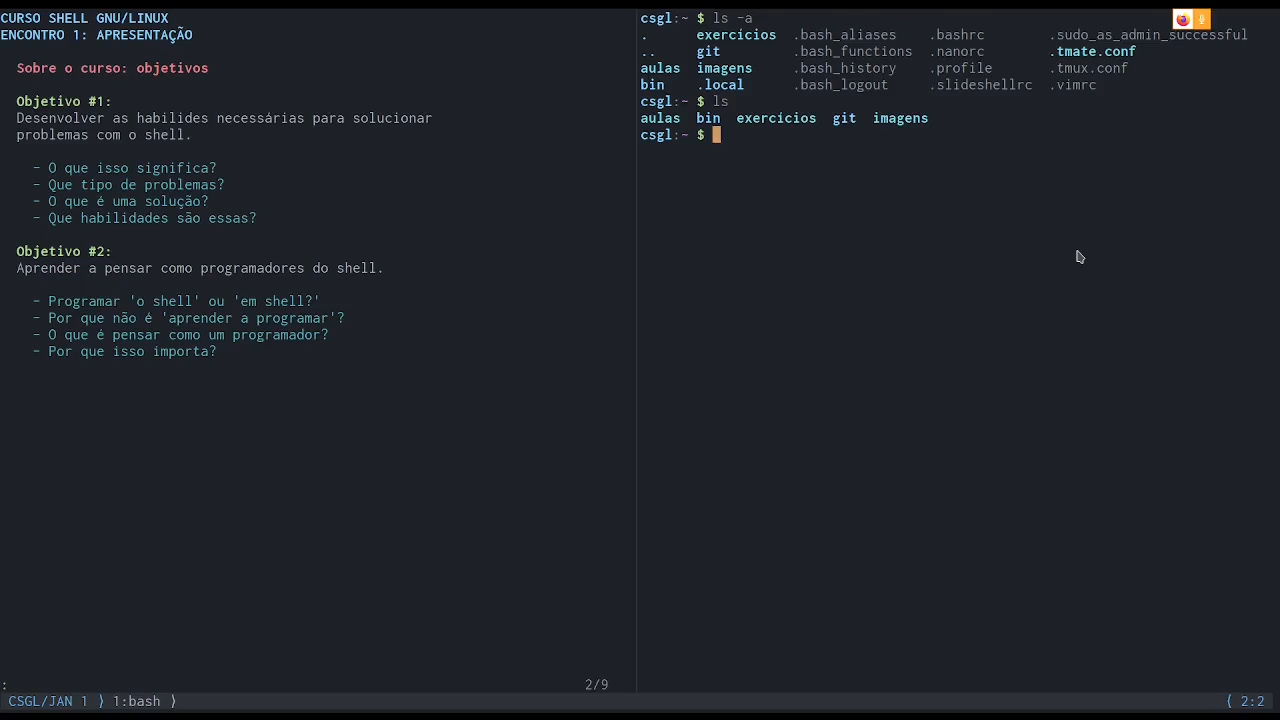 CURSO SHELL GNU/LINUX
ENCONTRO 1: APRESENTAÇÃO
Sobre o curso: objetivos
Objetivo #1:
Desenvolver as habilides necessárias para solucionar
problemas com o shell.
- O que isso significa?
- Que tipo de problemas?
- O que é uma solução?
- Que habilidades são essas?
Objetivo #2:
Aprender a pensar como programadores do shell.
- Programar 'o shell' ou 'em shell?'
- Por que não é 'aprender a programar'?
- O que é pensar como um programador?
- Por que isso importa?
:
2/9
csgl:~ $ ls -a
. exercicios .bash_aliases .bashrc .sudo_as_admin_successful
.. git .bash_functions .nanorc .tmate.conf
aulas imagens .bash_history .profile .tmux.conf
bin .local .bash_logout .slideshellrc .vimrc
csgl:~ $ ls
aulas bin exercicios git imagens
csgl:~ $
CSGL/JAN 1 ⟩ 1:bash ⟩
⟨ 2:2